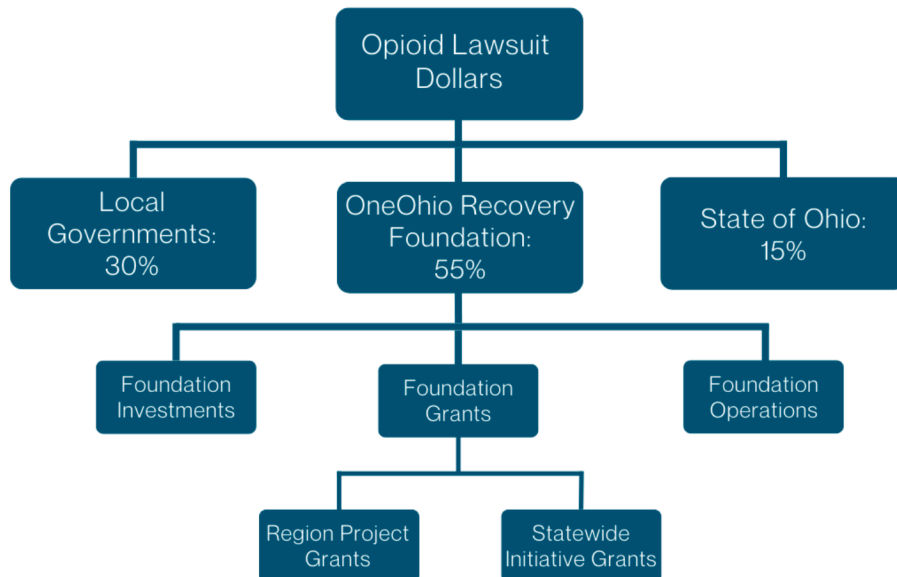 Opioid Lawsuit
Dollars
Local
Governments:
30%
OneOhio Recovery
Foundation:
55%
State of Ohio:
15%
Foundation
Investments
Foundation
Grants
Foundation
Operations
Region Project
Grants
Statewide
Initiative Grants